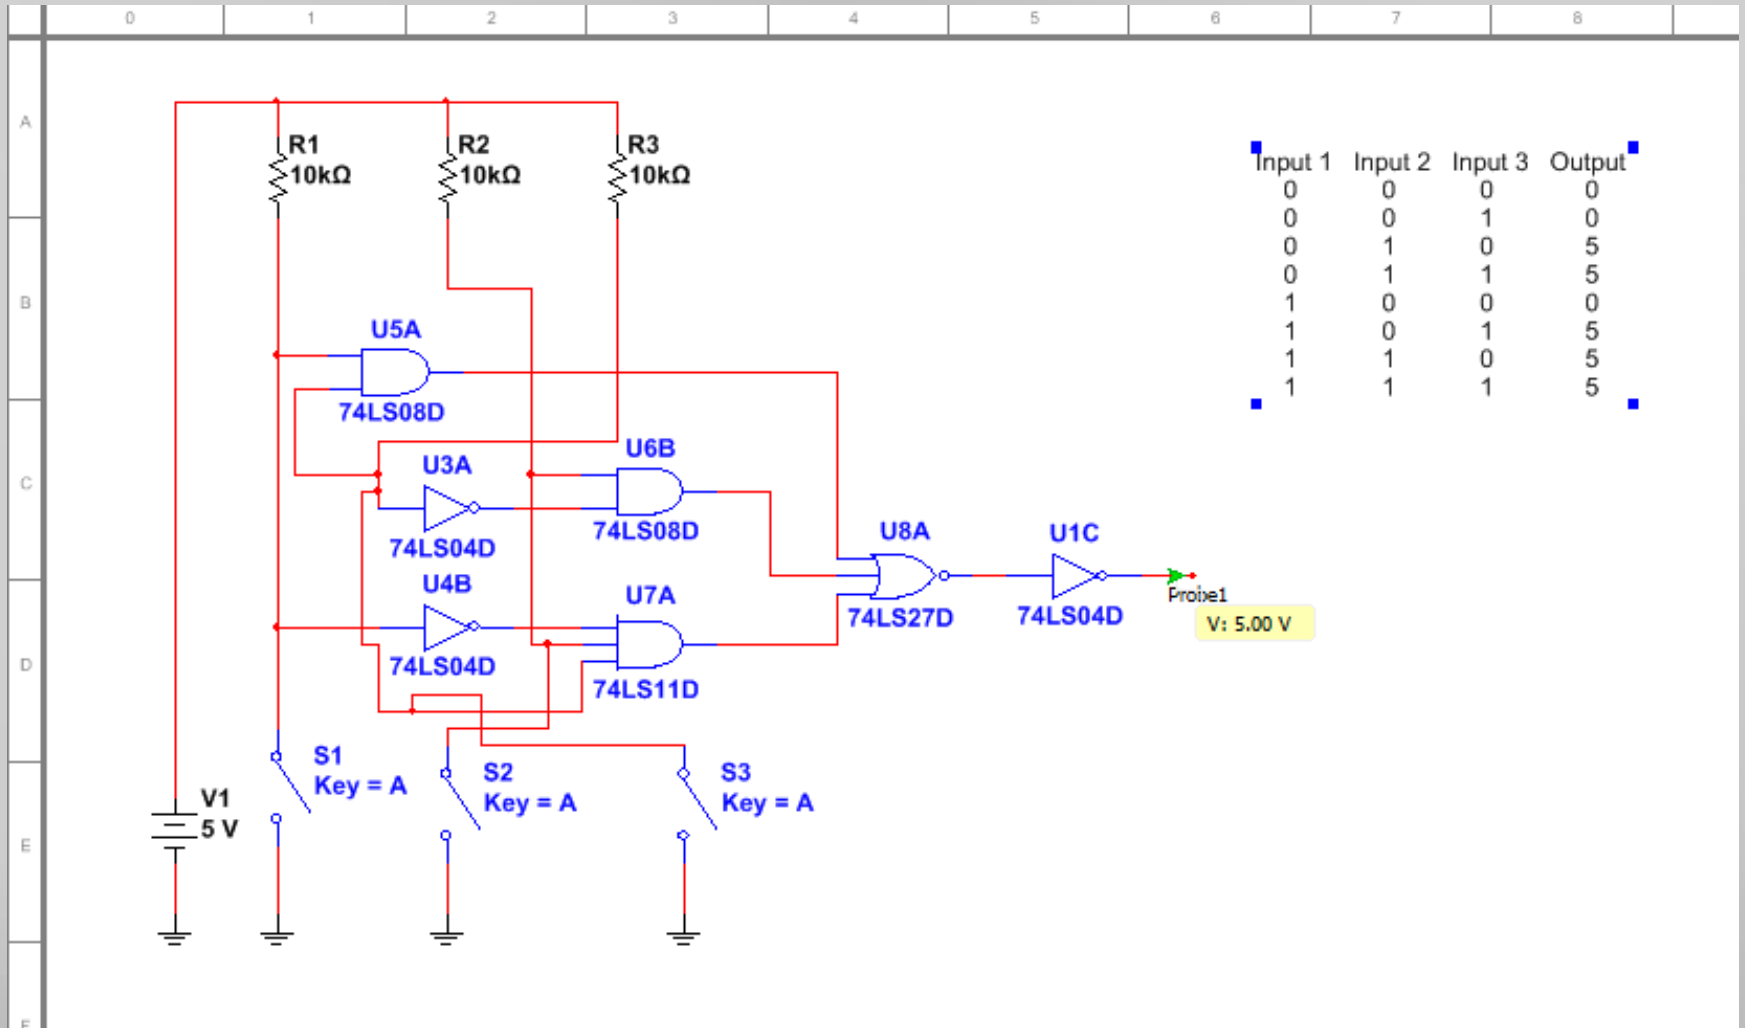 0 1 2 3 4 5 6 7 8
A
R1 R2 R3
10kΩ 10kΩ 10kΩ
Input 1 Input 2 Input 3 Output
0 0 0 0
0 0 1 0
0 1 0 5
0 1 1 5
1 0 0 0
1 0 1 5
1 1 0 5
1 1 1 5
B
U5A
74LS08D
U6B
U3A
C
74LS08D
U8A
U1C
74LS04D
U4B
U7A
Probe1
74LS27D
74LS04D
V: 5.00 V
D
74LS04D
74LS11D
S1
Key = A
S2
Key = A
S3
Key = A
V1
5 V
E